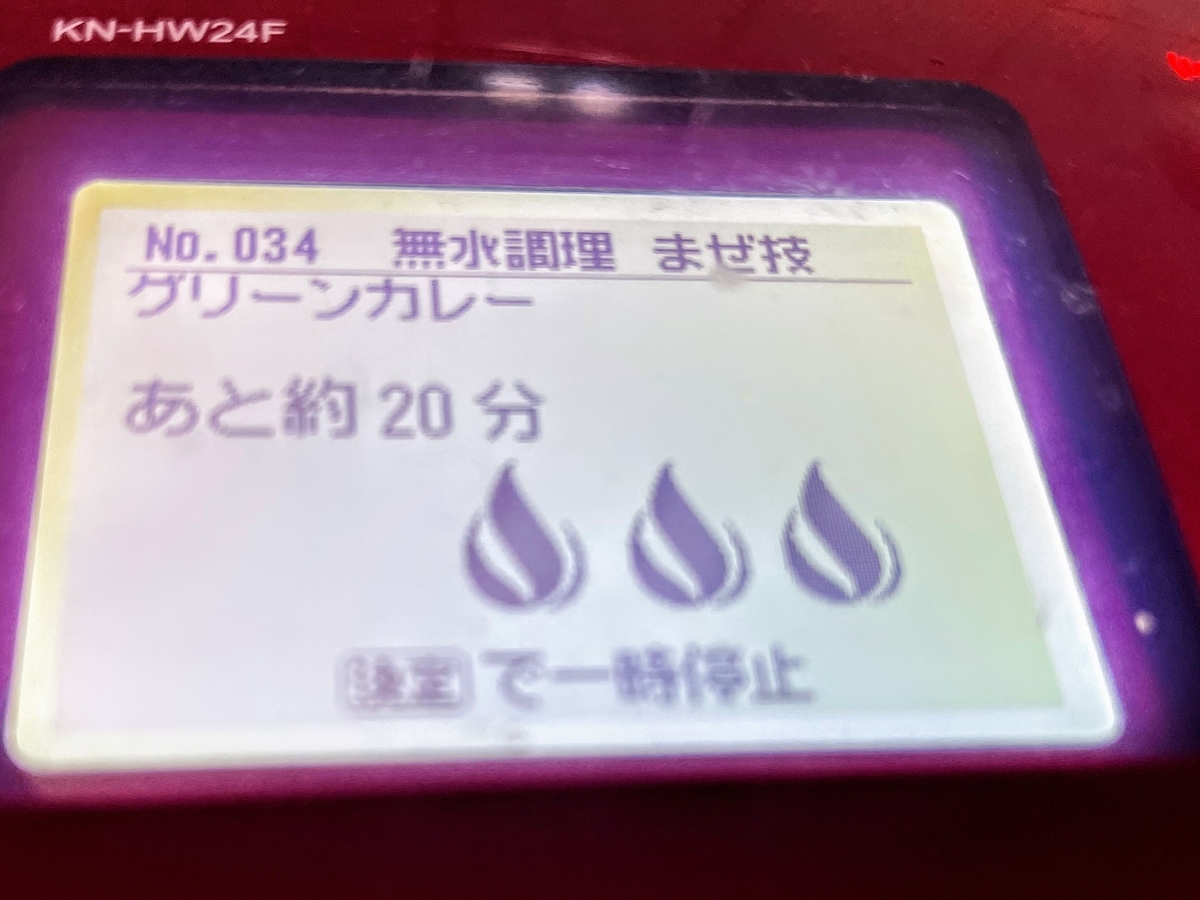 KN-HW24F
No.034 無水調理 まぜ技
グリーンカレー
あと約 20 分
決定 で一時停止